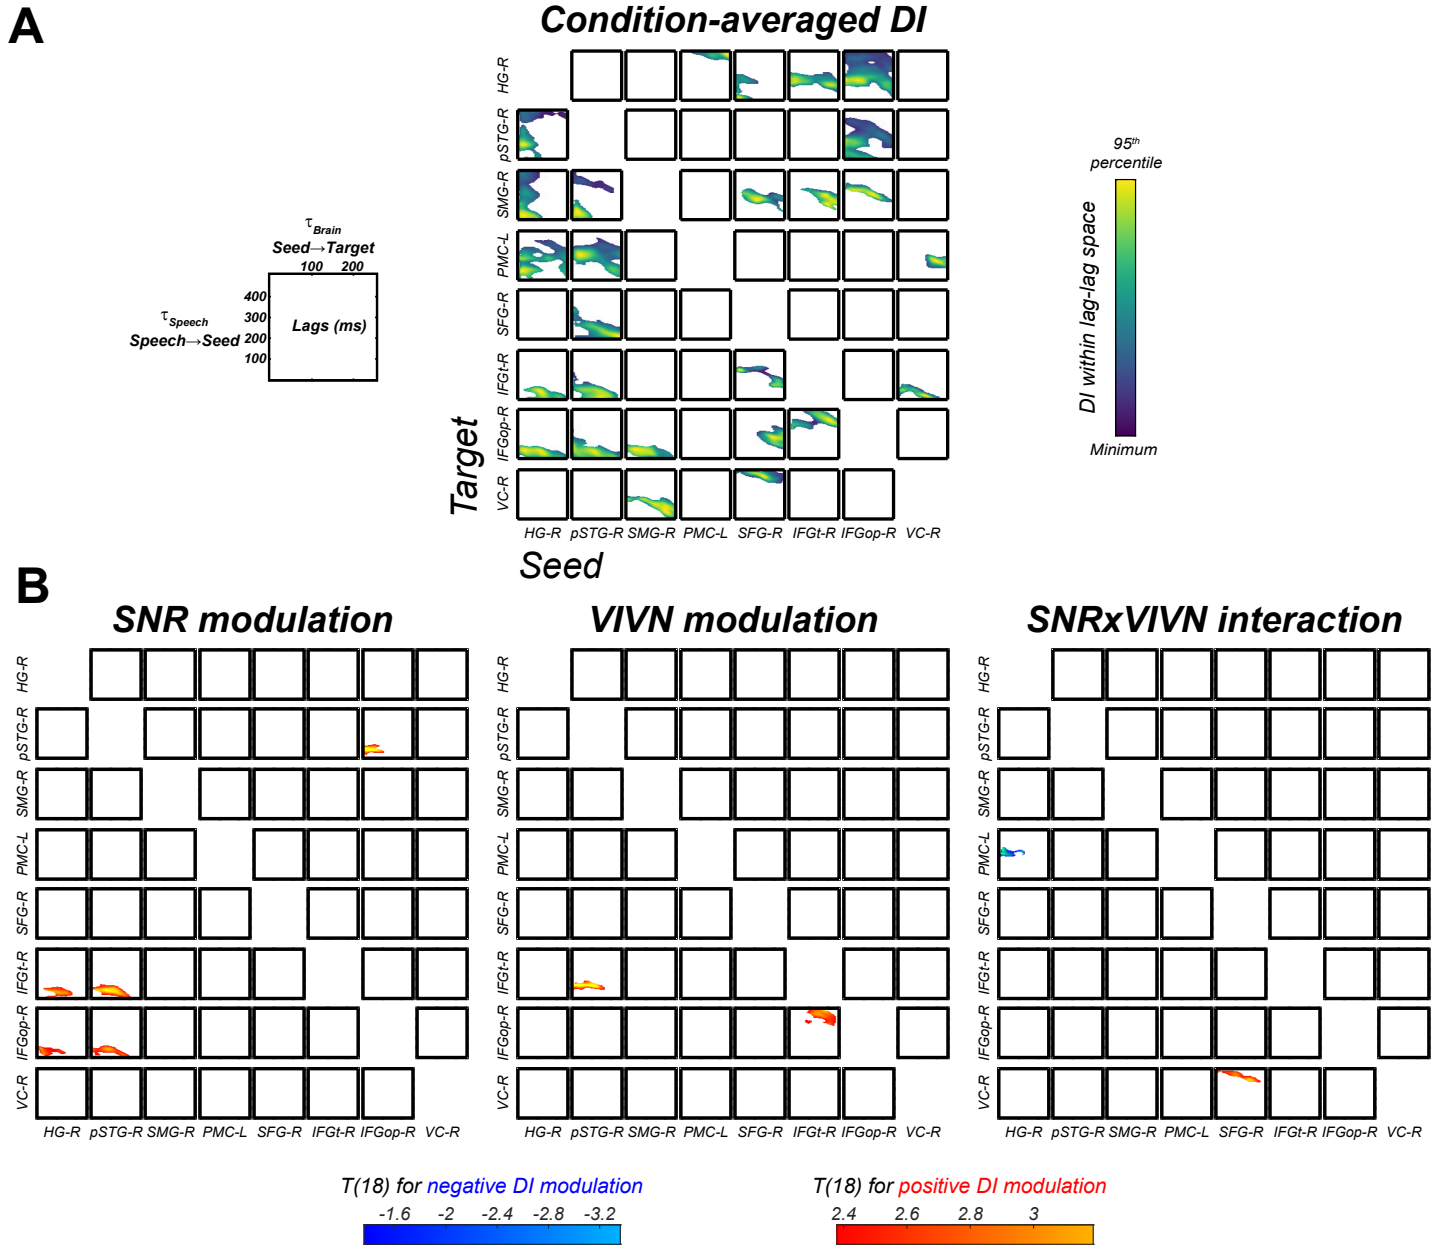 A
Condition-averaged DI
HG-R
pSTG-R
SMG-R
PMC-L
SFG-R
IFGt-R
IFGop-R
VC-R
Target
HG-R pSTG-R SMG-R PMC-L SFG-R IFGt-R IFGop-R VC-R
Seed
τBrain
Seed→Target
100 200
400
300
200
100
Lags (ms)
τSpeech
Speech→Seed
95th
percentile
DI within lag-lag space
Minimum
B
SNR modulation
HG-R
pSTG-R
SMG-R
PMC-L
SFG-R
IFGt-R
IFGop-R
VC-R
HG-R pSTG-R SMG-R PMC-L SFG-R IFGt-R IFGop-R VC-R
VIVN modulation
HG-R
pSTG-R
SMG-R
PMC-L
SFG-R
IFGt-R
IFGop-R
VC-R
HG-R pSTG-R SMG-R PMC-L SFG-R IFGt-R IFGop-R VC-R
SNRxVIVN interaction
HG-R
pSTG-R
SMG-R
PMC-L
SFG-R
IFGt-R
IFGop-R
VC-R
HG-R pSTG-R SMG-R PMC-L SFG-R IFGt-R IFGop-R VC-R
T(18) for negative DI modulation
-1.6 -2 -2.4 -2.8 -3.2
T(18) for positive DI modulation
2.4 2.6 2.8 3